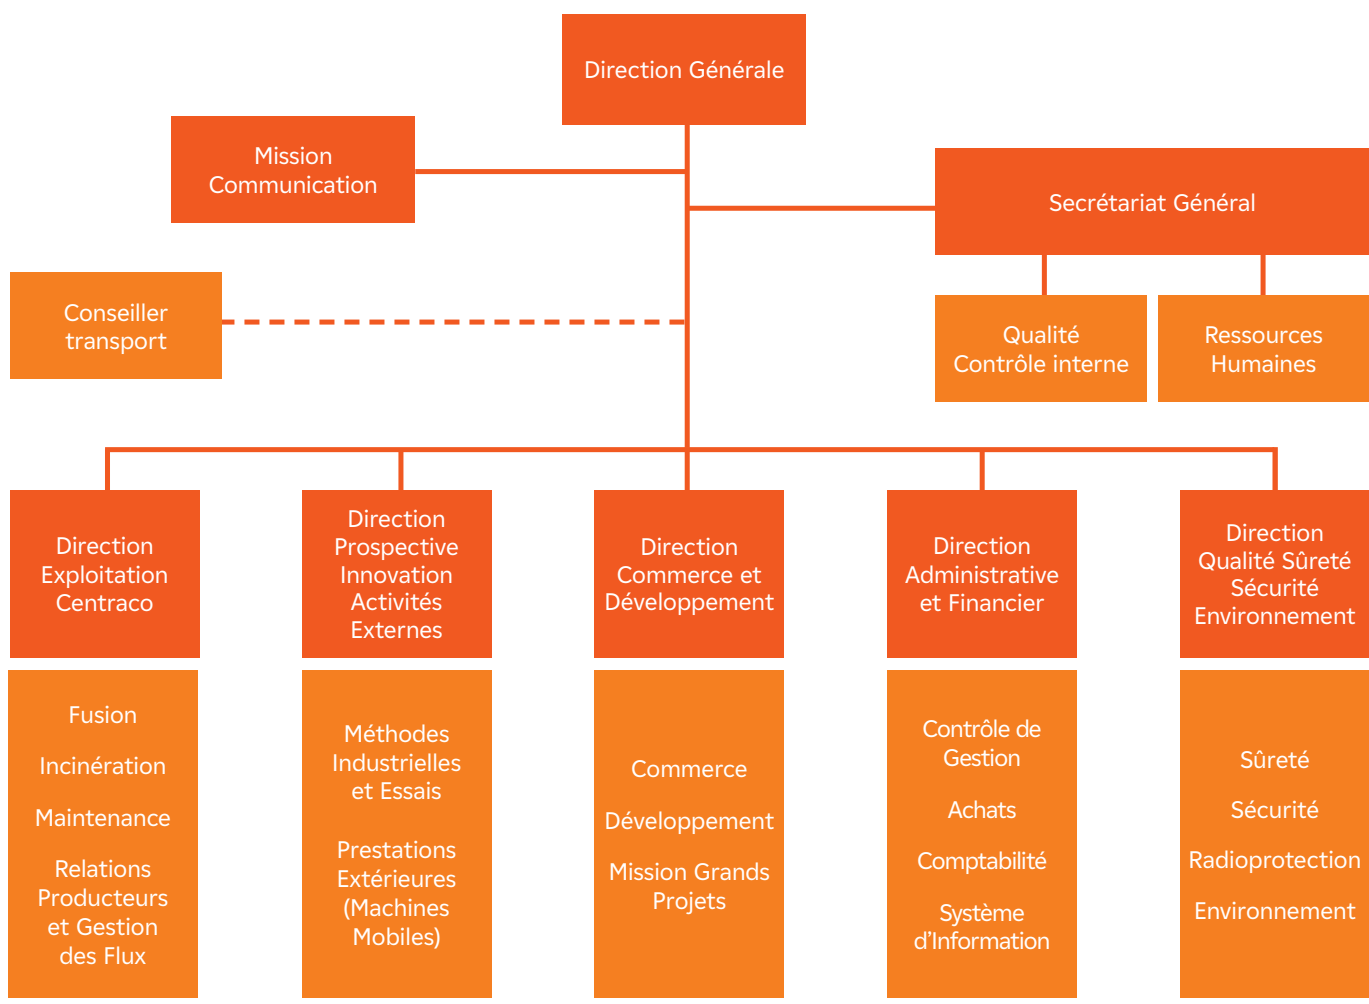 Direction Générale
Mission
Communication
Secrétariat Général
Conseiller
transport
Qualité
Contrôle interne
Ressources
Humaines
Direction
Exploitation
Centraco
Direction
Prospective
Innovation
Activités
Externes
Direction
Commerce et
Développement
Direction
Administrative
et Financier
Direction
Qualité Sûreté
Sécurité
Environnement
Fusion
Incinération
Maintenance
Relations
Producteurs
et Gestion
des Flux
Méthodes
Industrielles
et Essais
Prestations
Extérieures
(Machines
Mobiles)
Commerce
Développement
Mission Grands
Projets
Contrôle de
Gestion
Achats
Comptabilité
Système
d’Information
Sûreté
Sécurité
Radioprotection
Environnement